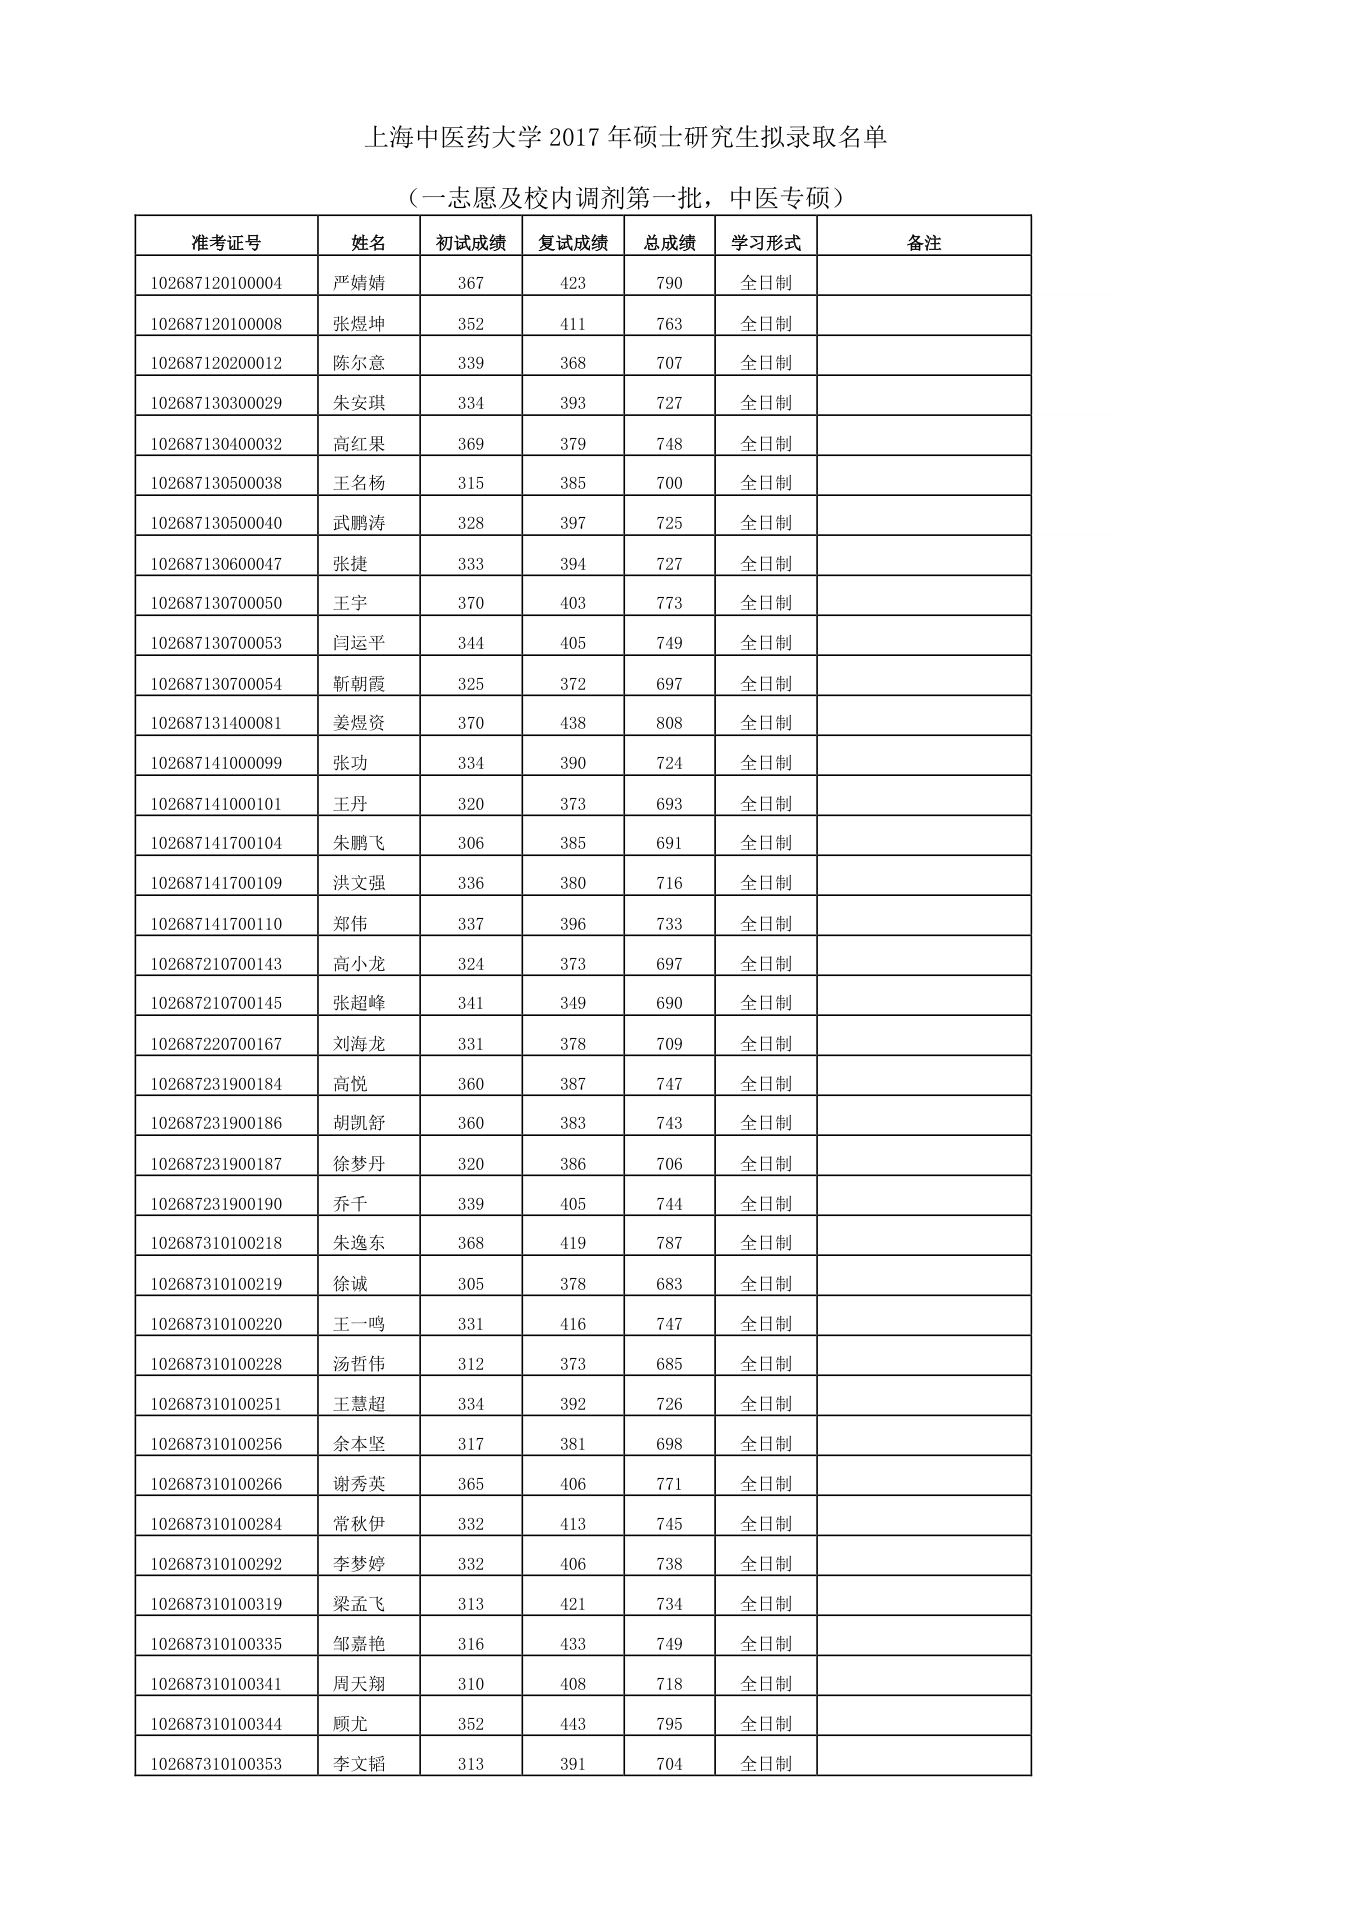 上海中医药大学 2017 年硕士研究生拟录取名单
（一志愿及校内调剂第一批，中医专硕）
准考证号 姓名 初试成绩 复试成绩 总成绩 学习形式 备注
102687120100004 严婧婧 367 423 790 全日制
102687120100008 张煜坤 352 411 763 全日制
102687120200012 陈尔意 339 368 707 全日制
102687130300029 朱安琪 334 393 727 全日制
102687130400032 高红果 369 379 748 全日制
102687130500038 王名杨 315 385 700 全日制
102687130500040 武鹏涛 328 397 725 全日制
102687130600047 张捷 333 394 727 全日制
102687130700050 王宇 370 403 773 全日制
102687130700053 闫运平 344 405 749 全日制
102687130700054 靳朝霞 325 372 697 全日制
102687131400081 姜煜资 370 438 808 全日制
102687141000099 张功 334 390 724 全日制
102687141000101 王丹 320 373 693 全日制
102687141700104 朱鹏飞 306 385 691 全日制
102687141700109 洪文强 336 380 716 全日制
102687141700110 郑伟 337 396 733 全日制
102687210700143 高小龙 324 373 697 全日制
102687210700145 张超峰 341 349 690 全日制
102687220700167 刘海龙 331 378 709 全日制
102687231900184 高悦 360 387 747 全日制
102687231900186 胡凯舒 360 383 743 全日制
102687231900187 徐梦丹 320 386 706 全日制
102687231900190 乔千 339 405 744 全日制
102687310100218 朱逸东 368 419 787 全日制
102687310100219 徐诚 305 378 683 全日制
102687310100220 王一鸣 331 416 747 全日制
102687310100228 汤哲伟 312 373 685 全日制
102687310100251 王慧超 334 392 726 全日制
102687310100256 余本坚 317 381 698 全日制
102687310100266 谢秀英 365 406 771 全日制
102687310100284 常秋伊 332 413 745 全日制
102687310100292 李梦婷 332 406 738 全日制
102687310100319 梁孟飞 313 421 734 全日制
102687310100335 邹嘉艳 316 433 749 全日制
102687310100341 周天翔 310 408 718 全日制
102687310100344 顾尤 352 443 795 全日制
102687310100353 李文韬 313 391 704 全日制